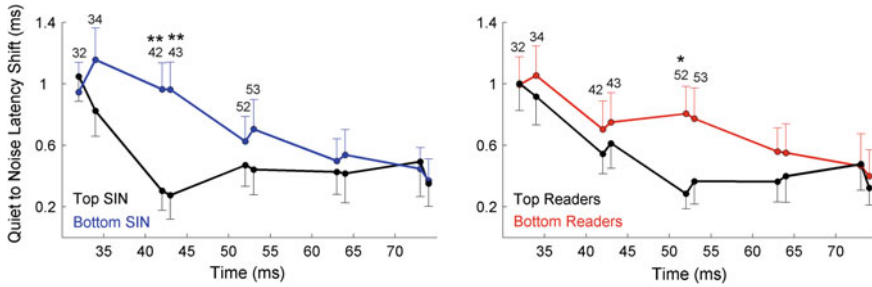 Quiet to Noise Latency Shift (ms)
1.4
1
0.6
0.2
32
34
**
42
**
43
52
53
Top SIN
Bottom SIN
35 40 45 50 55 60 65 70
Time (ms)
1.4
1
0.6
0.2
32
34
42
43
*
52
53
Top Readers
Bottom Readers
35 40 45 50 55 60 65 70
Time (ms)